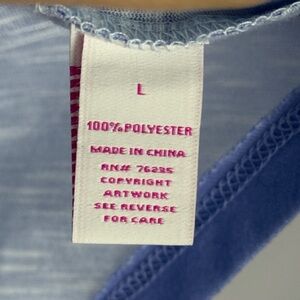 L
100% POLYESTER
MADE IN CHINA
RN# 76225
COPYRIGHT
ARTWORK
SEE REVERSE
FOR CARE